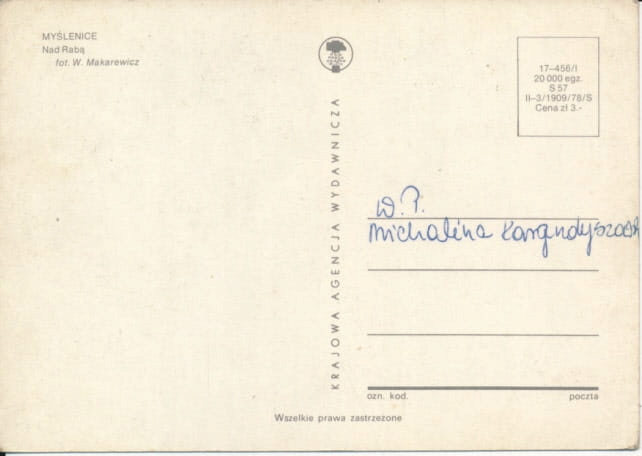 MYŚLENICE
Nad Rabą
fot. W. Makarewicz
17–456/I
20 000 egz.
S 57
II–3/1909/78/S
Cena zł 3.-
KRAJOWA AGENCJA WYDAWNICZA
W. P.
Michalina
ozn. kod. poczta
Wszelkie prawa zastrzeżone